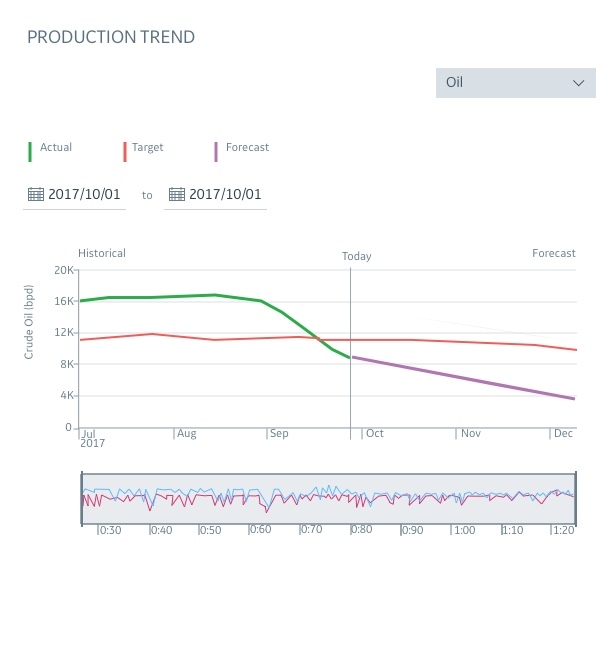 PRODUCTION TREND
Oil
Actual Target Forecast
2017/10/01 to 2017/10/01
Historical Today Forecast
Crude Oil (bpd)
20K
16K
12K
8K
4K
0
Jul Aug Sep Oct Nov Dec
2017
0:30 0:40 0:50 0:60 0:70 0:80 0:90 1:00 1:10 1:20